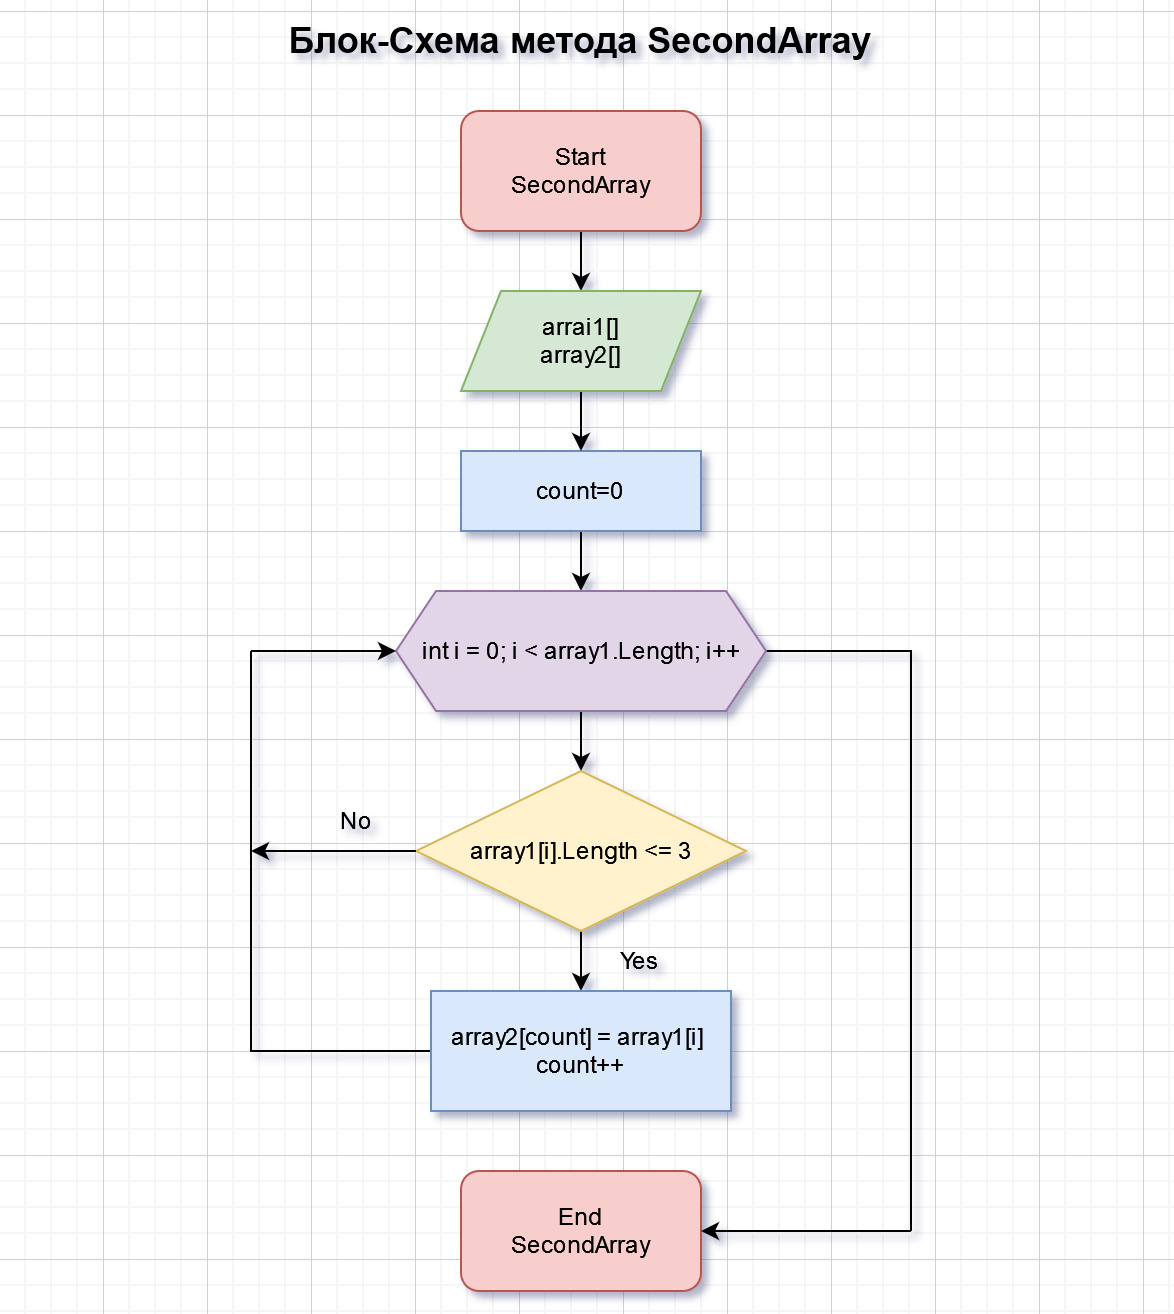 Блок-Схема метода SecondArray
Start
SecondArray
arrai1[]
array2[]
count=0
int i = 0; i < array1.Length; i++
array1[i].Length <= 3
No
Yes
array2[count] = array1[i]
count++
End
SecondArray